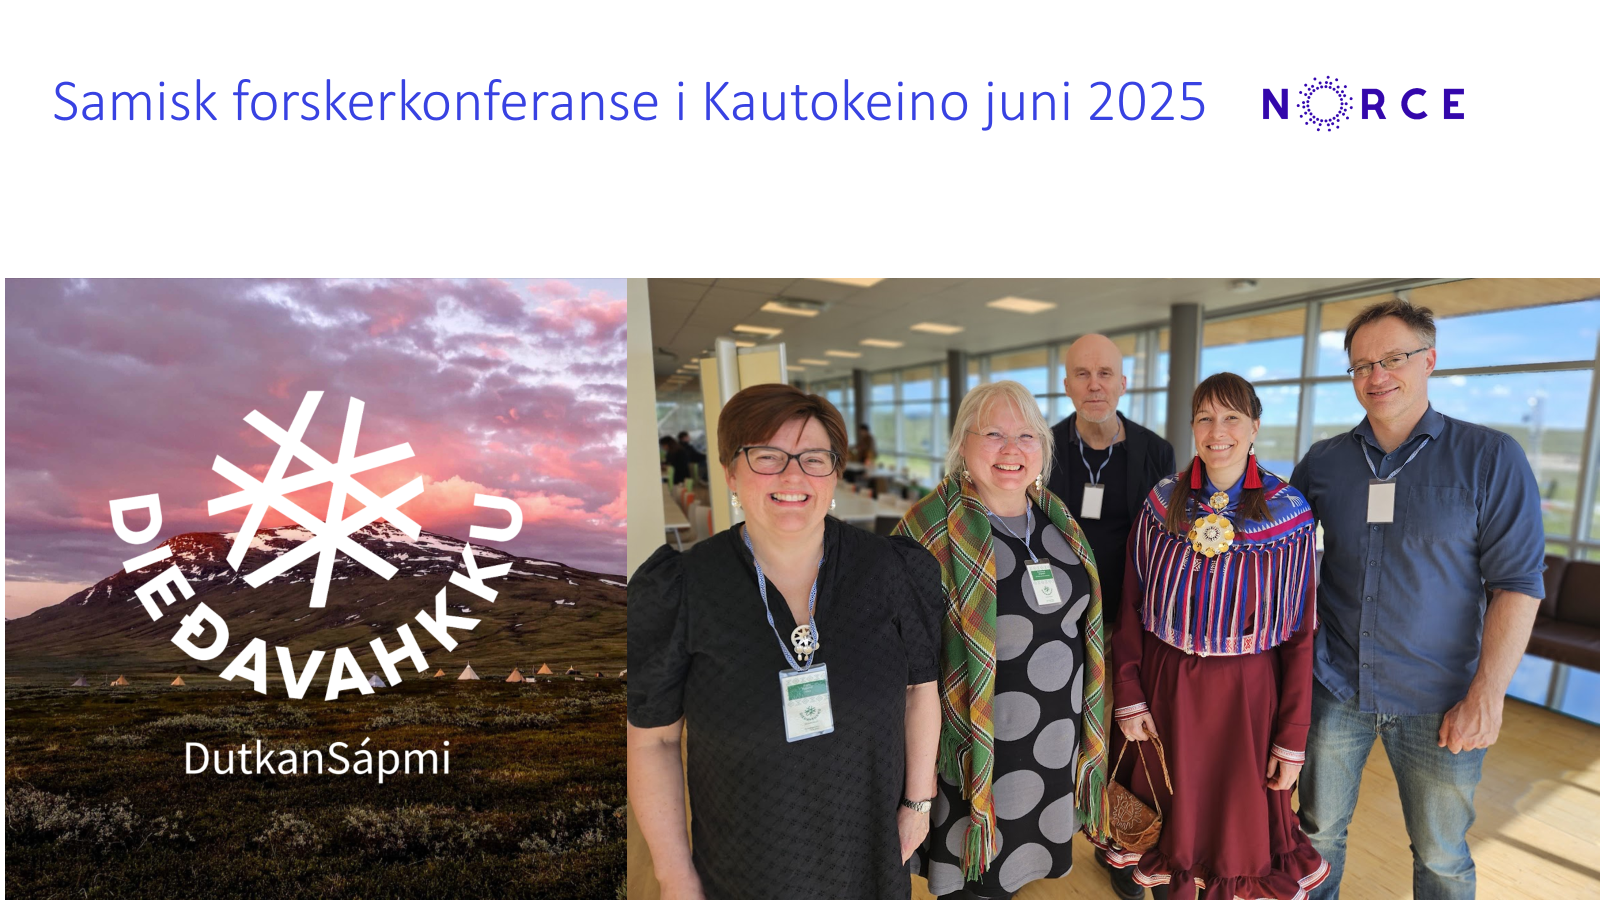 Samisk forskerkonferanse i Kautokeino juni 2025
NORCE
DIEĐAVAHKKU
DutkanSápmi